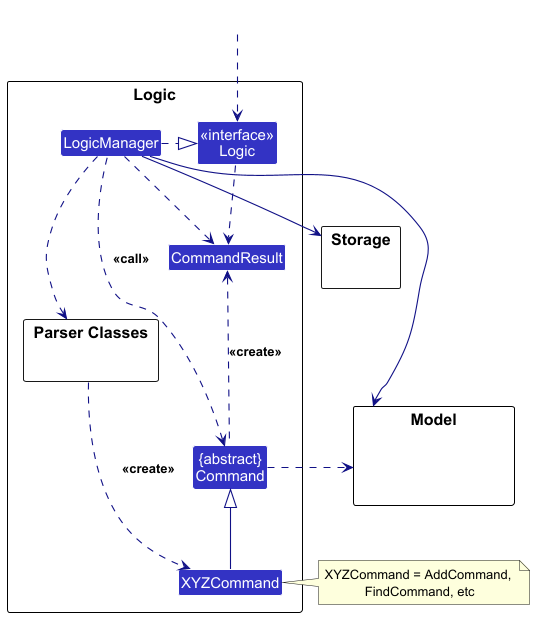 Logic
LogicManager
«interface»
Logic
Storage
CommandResult
«call»
Parser Classes
«create»
Model
{abstract}
Command
«create»
XYZCommand
XYZCommand = AddCommand,
FindCommand, etc